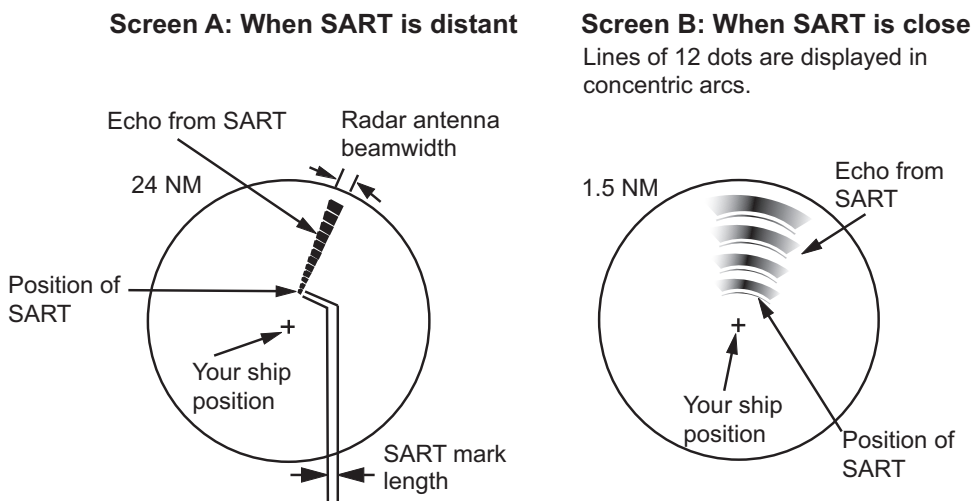 Screen A: When SART is distant
Echo from SART
Radar antenna
beamwidth
24 NM
Position of
SART
Your ship
position
SART mark
length
Screen B: When SART is close
Lines of 12 dots are displayed in
concentric arcs.
1.5 NM
Echo from
SART
Your ship
position
Position of
SART